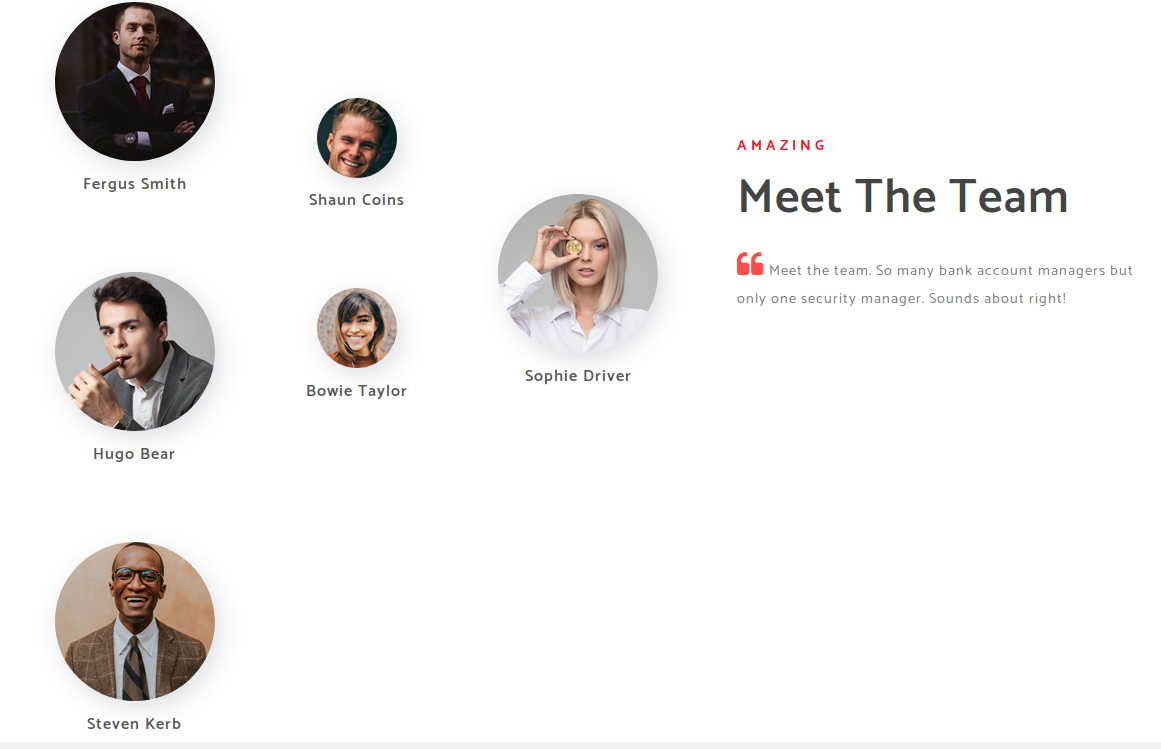 Fergus Smith
Shaun Coins
Hugo Bear
Bowie Taylor
Sophie Driver
Steven Kerb
AMAZING
Meet The Team
Meet the team. So many bank account managers but
only one security manager. Sounds about right!